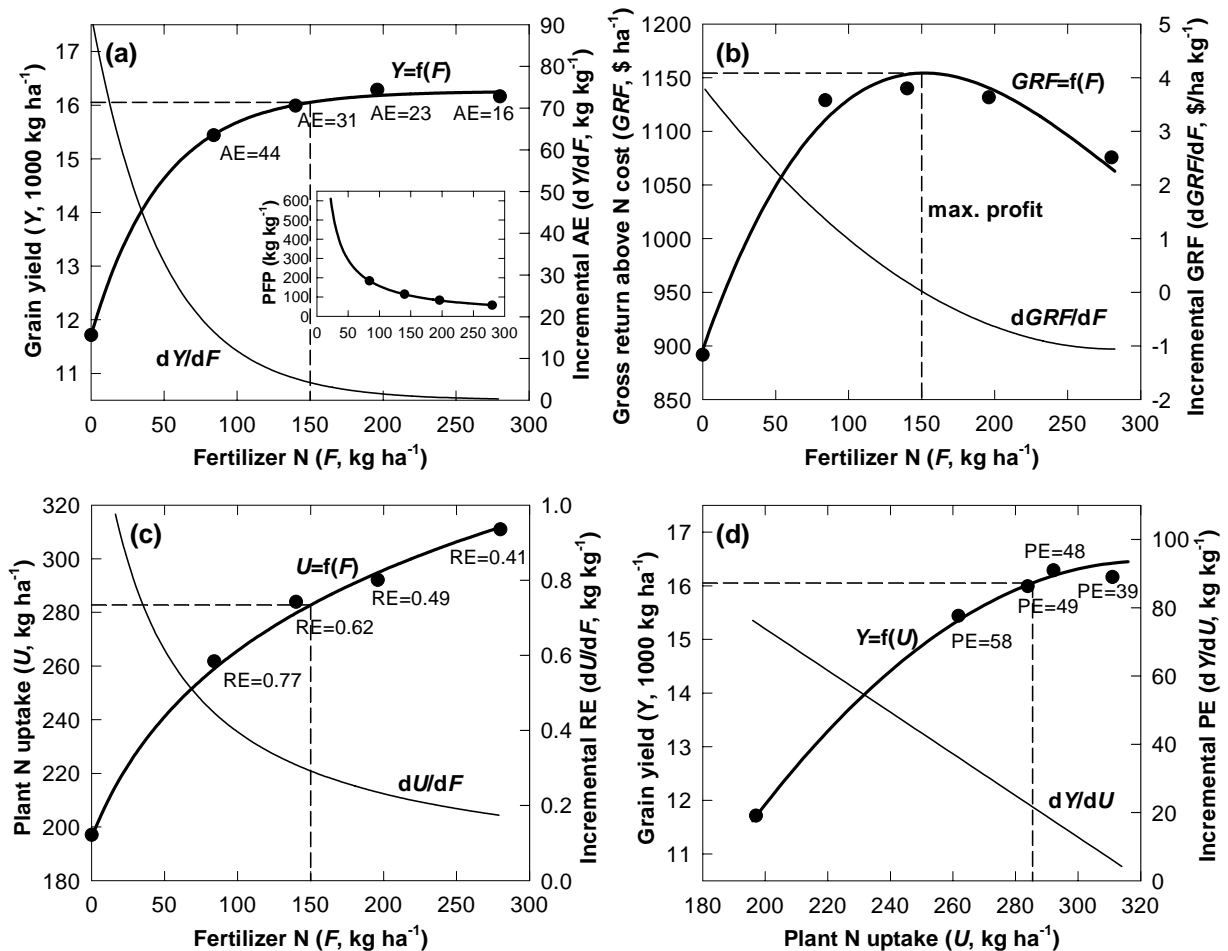 (a)
Y=f(F)
AE=44
AE=31
AE=23
AE=16
dY/dF
Grain yield (Y, 1000 kg ha-1)
17
16
15
14
13
12
11
Incremental AE (dY/dF, kg kg-1)
90
80
70
60
50
40
30
20
10
0
PFP (kg kg-1)
600
500
400
300
200
100
0
50 100 150 200 250 300
0 50 100 150 200 250 300
Fertilizer N (F, kg ha-1)
(b)
GRF=f(F)
max. profit
dGRF/dF
Gross return above N cost (GRF, $ ha-1)
1200
1150
1100
1050
1000
950
900
850
Incremental GRF (dGRF/dF, $/ha kg-1)
5
4
3
2
1
0
-1
-2
0 50 100 150 200 250 300
Fertilizer N (F, kg ha-1)
(c)
U=f(F)
RE=0.77
RE=0.62
RE=0.49
RE=0.41
dU/dF
Plant N uptake (U, kg ha-1)
320
300
280
260
240
220
200
180
Incremental RE (dU/dF, kg kg-1)
1.0
0.8
0.6
0.4
0.2
0.0
0 50 100 150 200 250 300
Fertilizer N (F, kg ha-1)
(d)
Y=f(U)
PE=58
PE=49
PE=48
PE=39
dY/dU
Grain yield (Y, 1000 kg ha-1)
17
16
15
14
13
12
11
Incremental PE (dY/dU, kg kg-1)
100
80
60
40
20
0
180 200 220 240 260 280 300 320
Plant N uptake (U, kg ha-1)